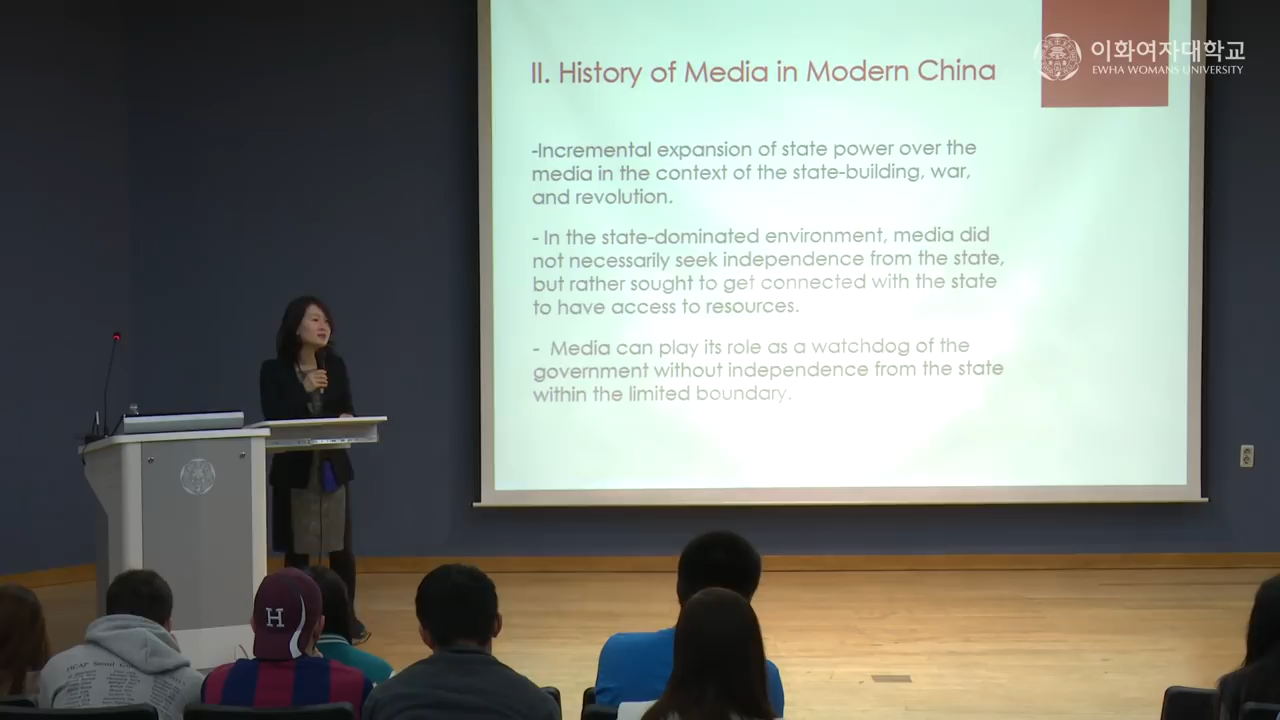 II. History of Media in Modern China
이화여자대학교
EWHA WOMANS UNIVERSITY
-Incremental expansion of state power over the
media in the context of the state-building, war,
and revolution.
- In the state-dominated environment, media did
not necessarily seek independence from the state,
but rather sought to get connected with the state
to have access to resources.
- Media can play its role as a watchdog of the
government without independence from the state
within the limited boundary.
H